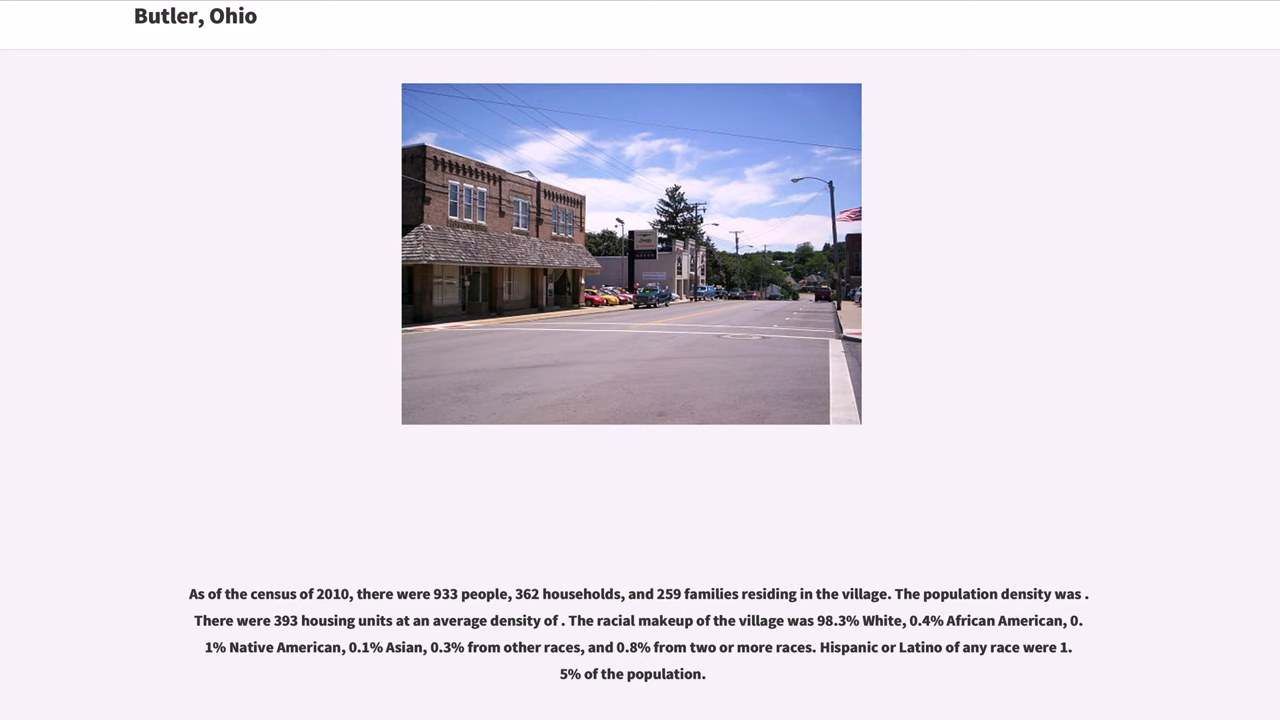 Butler, Ohio
As of the census of 2010, there were 933 people, 362 households, and 259 families residing in the village. The population density was .
There were 393 housing units at an average density of . The racial makeup of the village was 98.3% White, 0.4% African American, 0.
1% Native American, 0.1% Asian, 0.3% from other races, and 0.8% from two or more races. Hispanic or Latino of any race were 1.
5% of the population.